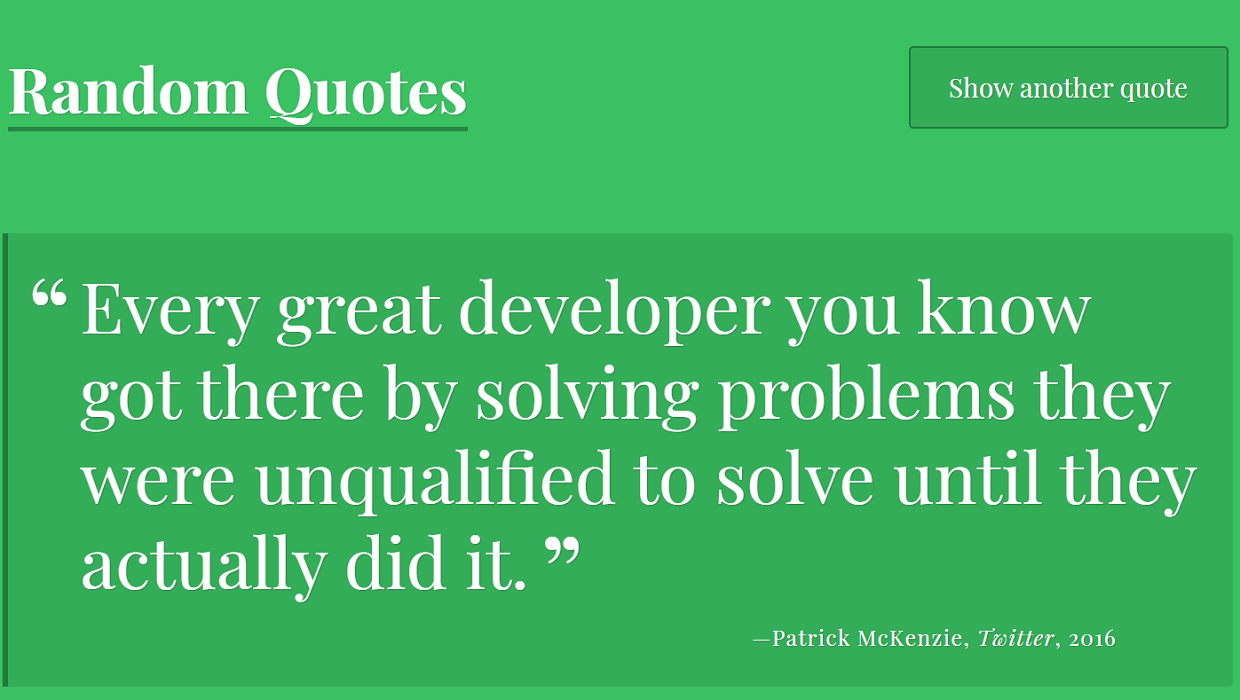 Random Quotes
Show another quote
“ Every great developer you know
got there by solving problems they
were unqualified to solve until they
actually did it. ”
—Patrick McKenzie, Twitter, 2016